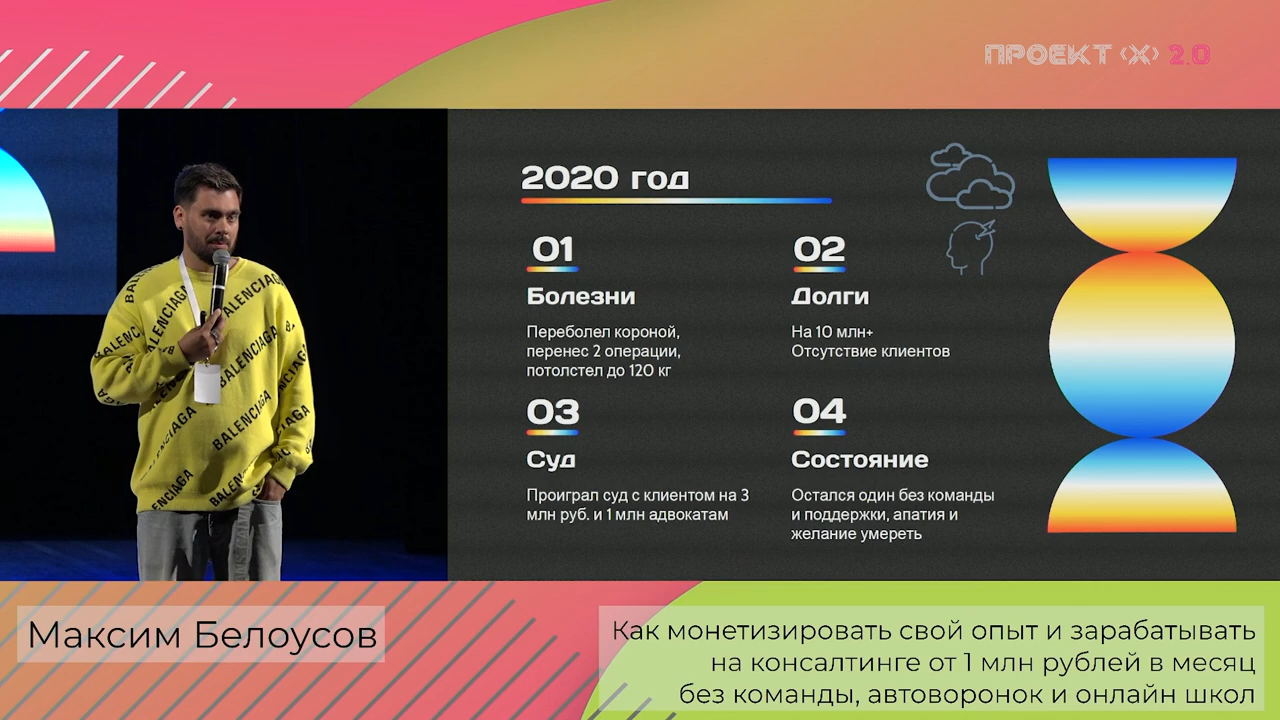 ПРОЕКТ ‹X› 2.0
2020 год
01
Болезни
Переболел короной,
перенес 2 операции,
потолстел до 120 кг
02
Долги
На 10 млн+
Отсутствие клиентов
03
Суд
Проиграл суд с клиентом на 3
млн руб. и 1 млн адвокатам
04
Состояние
Остался один без команды
и поддержки, апатия и
желание умереть
BALENCIAGA
BALENCIAGA
BALENCIAGA
BALENCIAGA
Максим Белоусов
Как монетизировать свой опыт и зарабатывать
на консалтинге от 1 млн рублей в месяц
без команды, автоворонок и онлайн школ